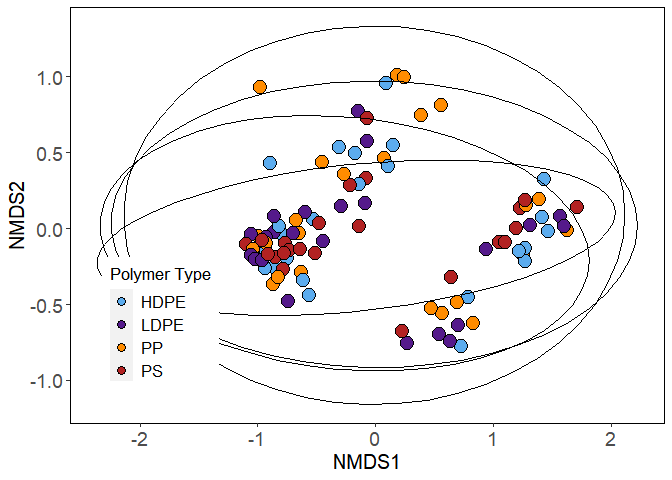 NMDS2
1.0
0.5
0.0
-0.5
-1.0
Polymer Type
HDPE
LDPE
PP
PS
-2
-1
0
1
2
NMDS1